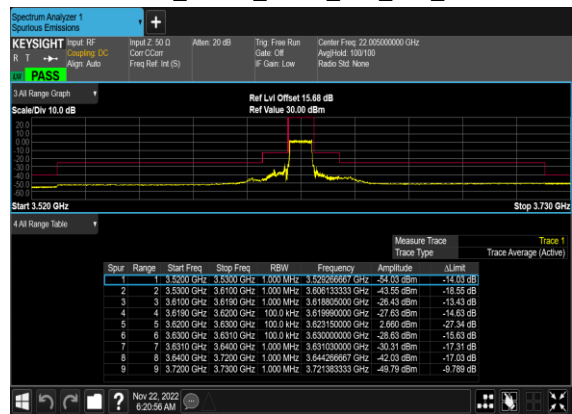 Spectrum Analyzer 1
Spurious Emissions
+
KEYSIGHT Input: RF Input Z: 50 Ω Atten: 20 dB Trig: Free Run Center Freq: 22.005000000 GHz
R T Coupling: DC Corr CCorr Gate: Off Avg|Hold: 100/100
Align: Auto Freq Ref: Int (S) IF Gain: Low Radio Std: None
PASS
3 All Range Graph
Ref Lvl Offset 15.68 dB
Scale/Div 10.0 dB Ref Value 30.00 dBm
20.0
10.0
0.00
-10.0
-20.0
-30.0
-40.0
-50.0
-60.0
Start 3.520 GHz Stop 3.730 GHz
4 All Range Table
Measure Trace Trace 1
Trace Type Trace Average (Active)
Spur Range Start Freq Stop Freq RBW Frequency Amplitude ΔLimit
1 1 3.5200 GHz 3.5300 GHz 1.000 MHz 3.529266667 GHz -54.03 dBm -14.03 dB
2 2 3.5300 GHz 3.6100 GHz 1.000 MHz 3.606133333 GHz -43.55 dBm -18.55 dB
3 3 3.6100 GHz 3.6190 GHz 1.000 MHz 3.618805000 GHz -26.43 dBm -13.43 dB
4 4 3.6190 GHz 3.6200 GHz 100.0 kHz 3.619990000 GHz -27.63 dBm -14.63 dB
5 5 3.6200 GHz 3.6300 GHz 100.0 kHz 3.623150000 GHz 2.660 dBm -27.34 dB
6 6 3.6300 GHz 3.6310 GHz 100.0 kHz 3.630000000 GHz -28.63 dBm -15.63 dB
7 7 3.6310 GHz 3.6400 GHz 1.000 MHz 3.631030000 GHz -30.31 dBm -17.31 dB
8 8 3.6400 GHz 3.7200 GHz 1.000 MHz 3.644266667 GHz -42.03 dBm -17.03 dB
9 9 3.7200 GHz 3.7300 GHz 1.000 MHz 3.721383333 GHz -49.79 dBm -9.789 dB
? Nov 22, 2022
6:20:56 AM